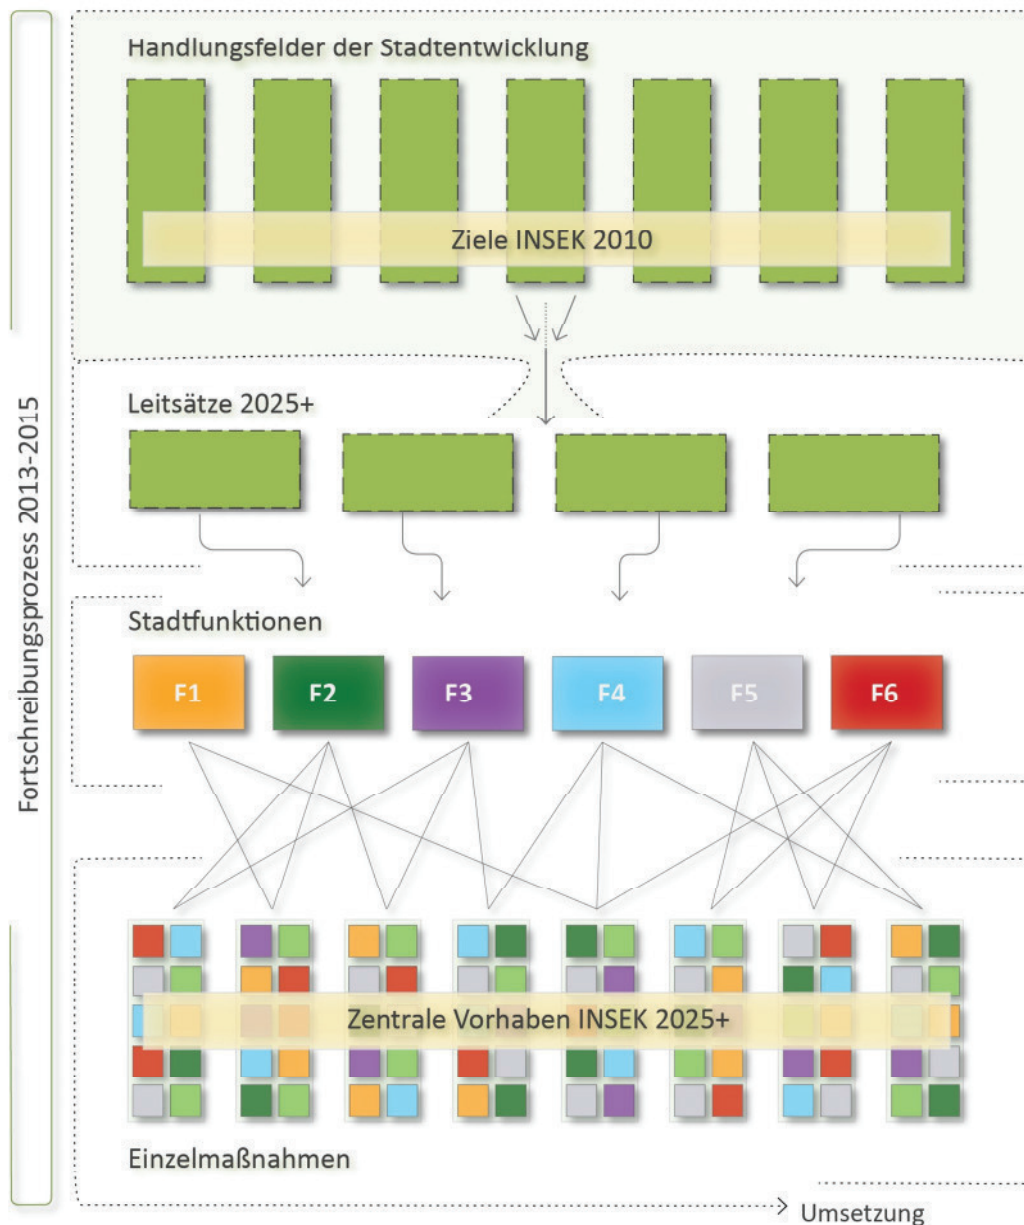 Handlungsfelder der Stadtentwicklung
Ziele INSEK 2010
Fortschreibungsprozess 2013-2015
Leitsätze 2025+
Stadtfunktionen
F1 F2 F3 F4 F5 F6
Zentrale Vorhaben INSEK 2025+
Einzelmaßnahmen
Umsetzung